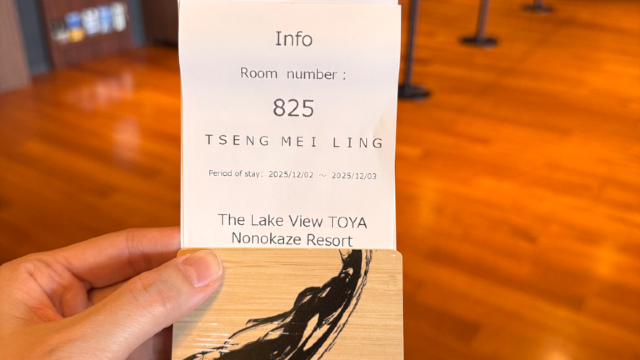 Info
Room number :
825
TSENG MEI LING
Period of stay: 2025/12/02 ～ 2025/12/03
The Lake View TOYA
Nonokaze Resort